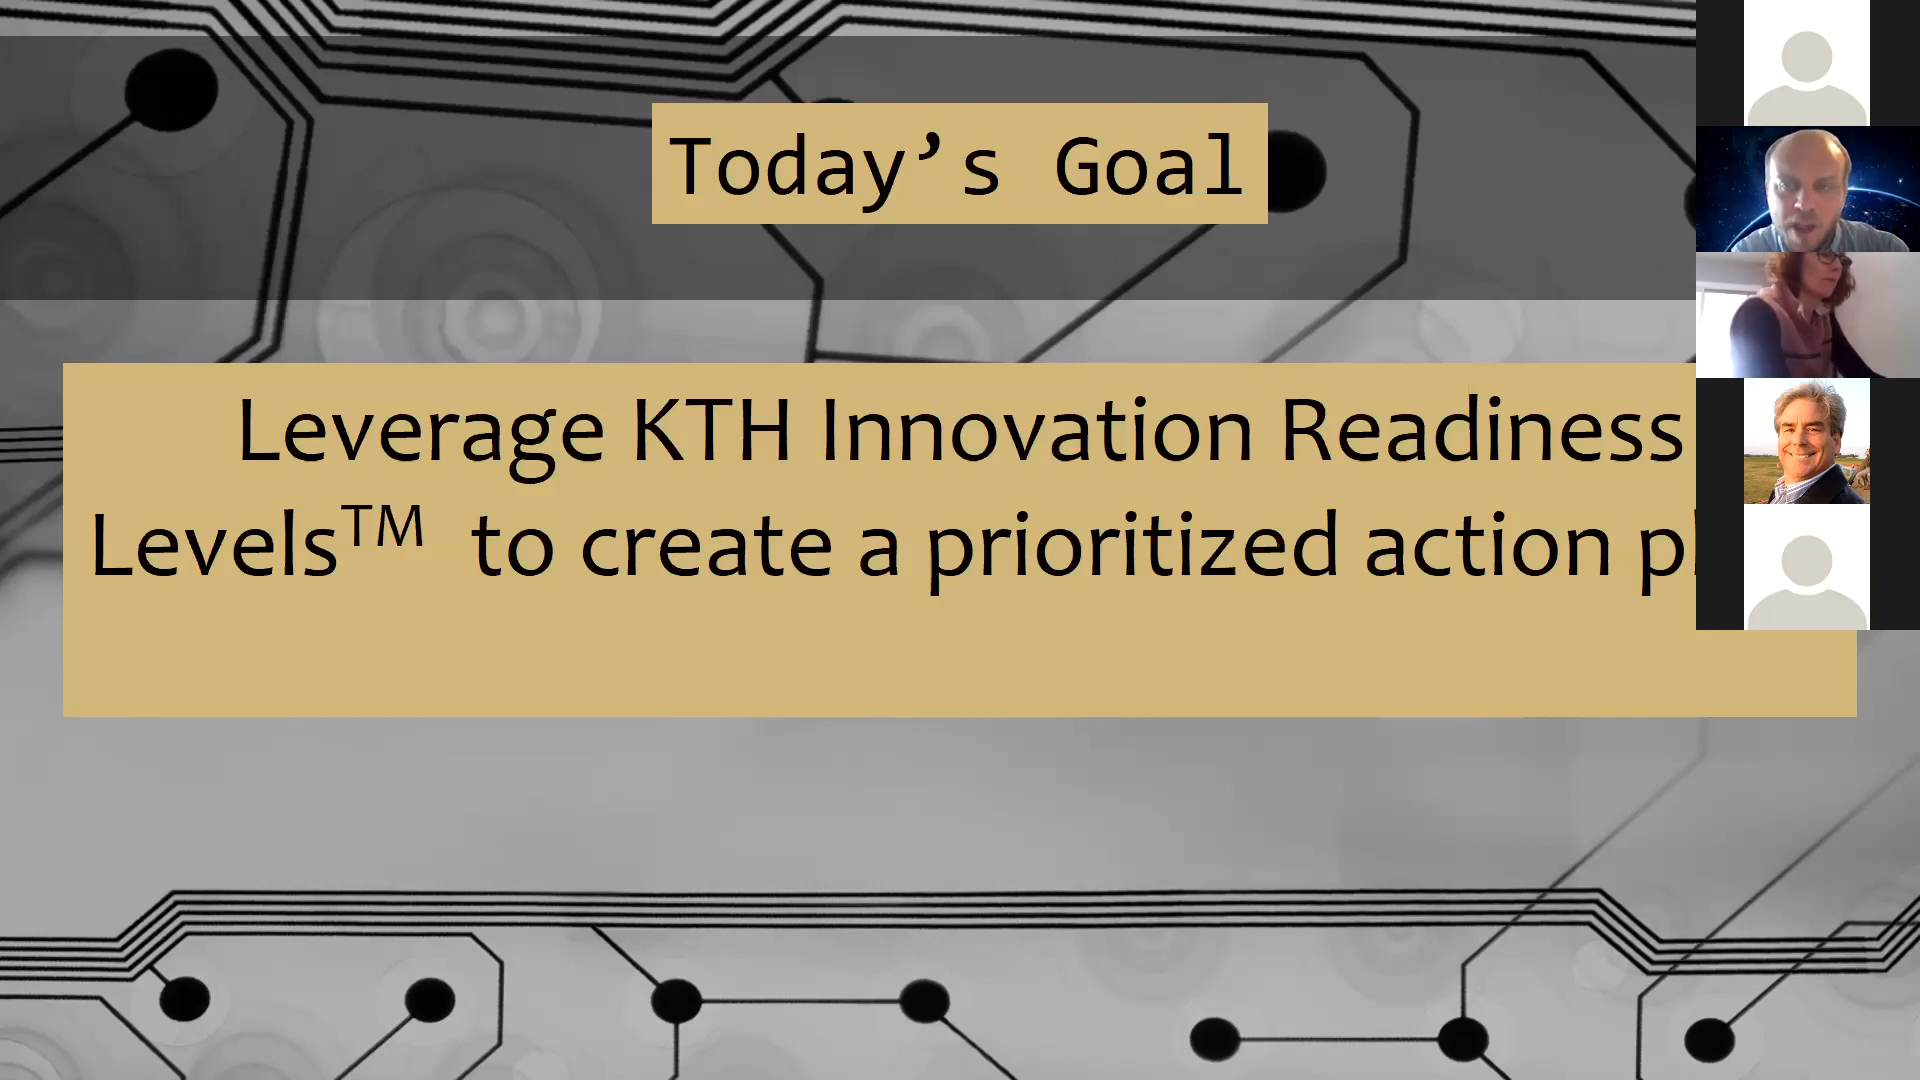 Today’s Goal
Leverage KTH Innovation Readiness
Levels™ to create a prioritized action